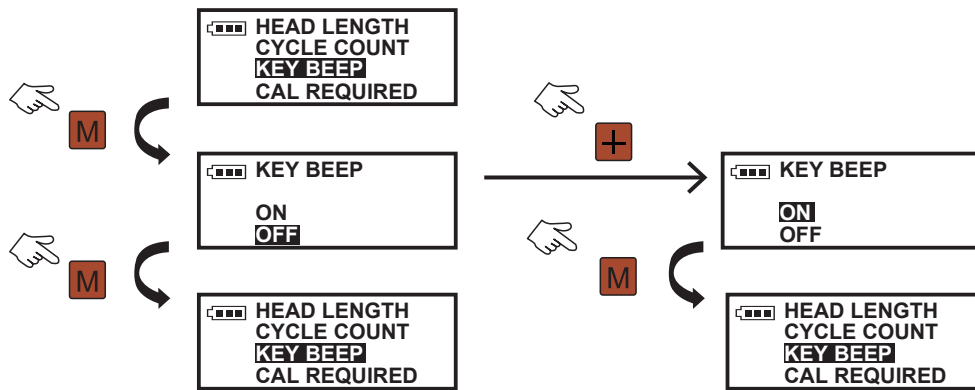 HEAD LENGTH
CYCLE COUNT
KEY BEEP
CAL REQUIRED
M
KEY BEEP
ON
OFF
M
HEAD LENGTH
CYCLE COUNT
KEY BEEP
CAL REQUIRED
+
KEY BEEP
ON
OFF
M
HEAD LENGTH
CYCLE COUNT
KEY BEEP
CAL REQUIRED